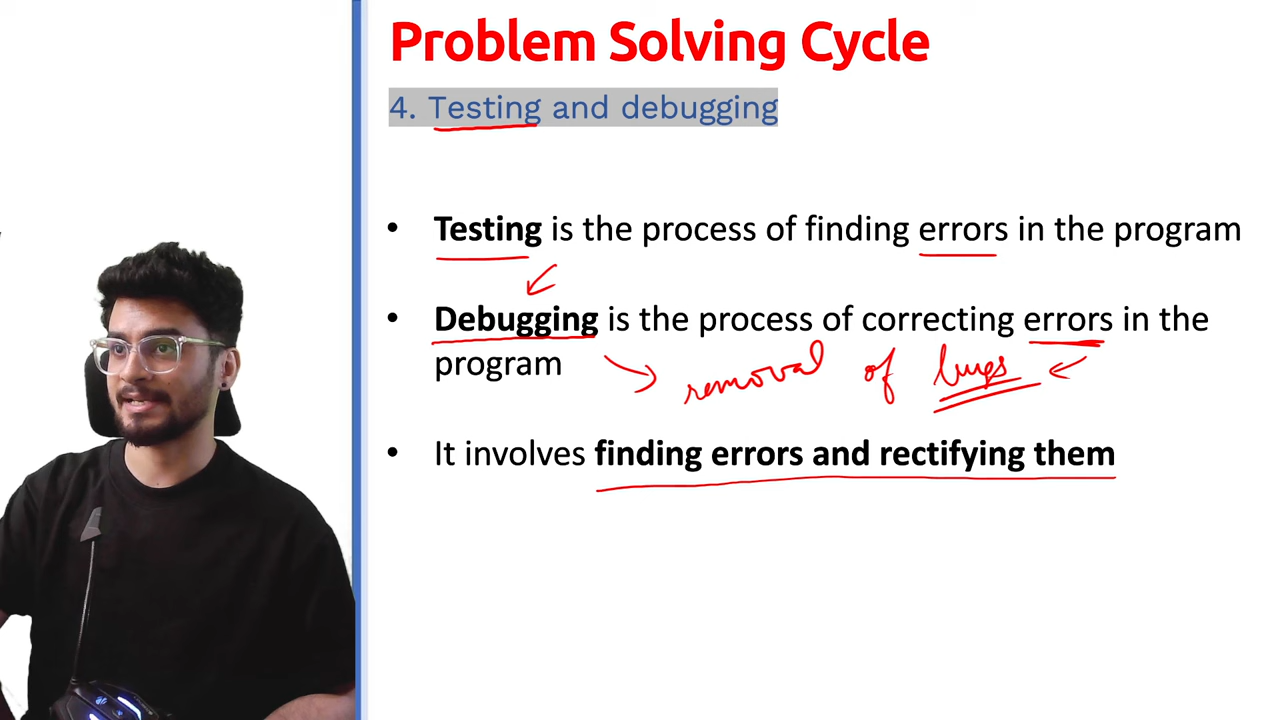 Problem Solving Cycle
4. Testing and debugging
• Testing is the process of finding errors in the program
• Debugging is the process of correcting errors in the
program
removal of bugs
• It involves finding errors and rectifying them